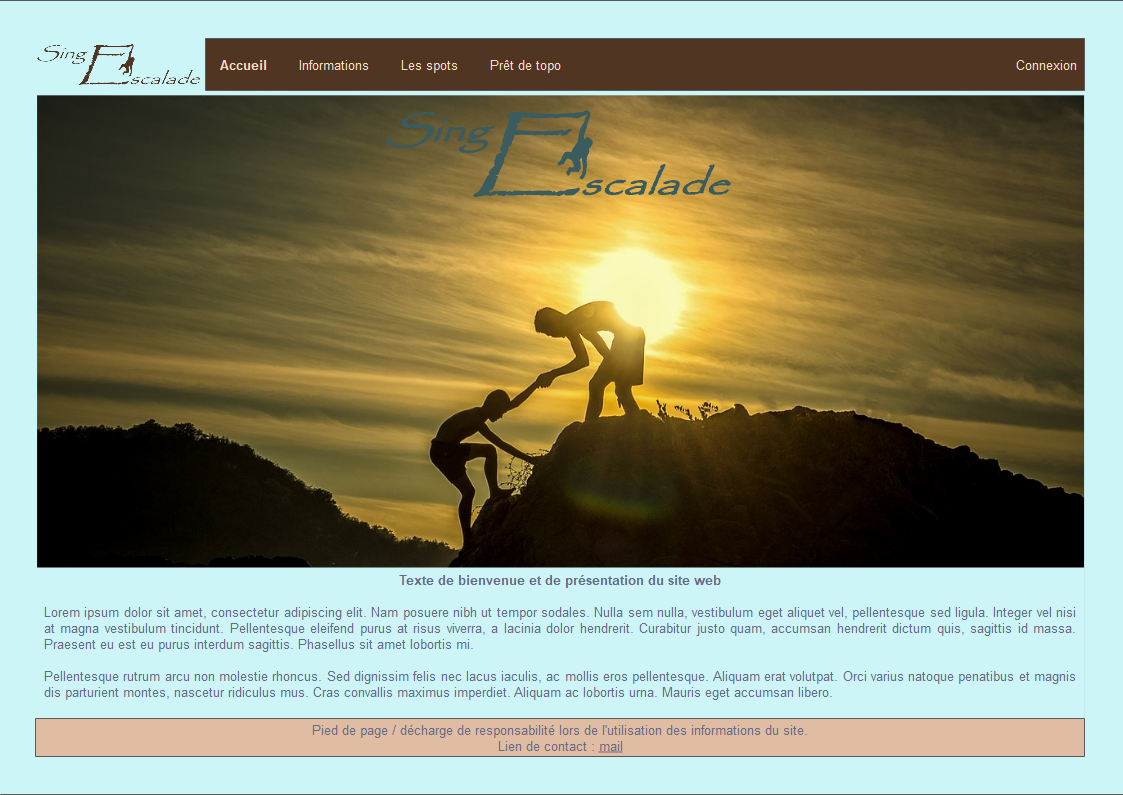 Sing Escalade
Accueil Informations Les spots Prêt de topo Connexion
Sing Escalade
Texte de bienvenue et de présentation du site web
Lorem ipsum dolor sit amet, consectetur adipiscing elit. Nam posuere nibh ut tempor sodales. Nulla sem nulla, vestibulum eget aliquet vel, pellentesque sed ligula. Integer vel nisi
at magna vestibulum tincidunt. Pellentesque eleifend purus at risus viverra, a lacinia dolor hendrerit. Curabitur justo quam, accumsan hendrerit dictum quis, sagittis id massa.
Praesent eu est eu purus interdum sagittis. Phasellus sit amet lobortis mi.
Pellentesque rutrum arcu non molestie rhoncus. Sed dignissim felis nec lacus iaculis, ac mollis eros pellentesque. Aliquam erat volutpat. Orci varius natoque penatibus et magnis
dis parturient montes, nascetur ridiculus mus. Cras convallis maximus imperdiet. Aliquam ac lobortis urna. Mauris eget accumsan libero.
Pied de page / décharge de responsabilité lors de l'utilisation des informations du site.
Lien de contact : mail